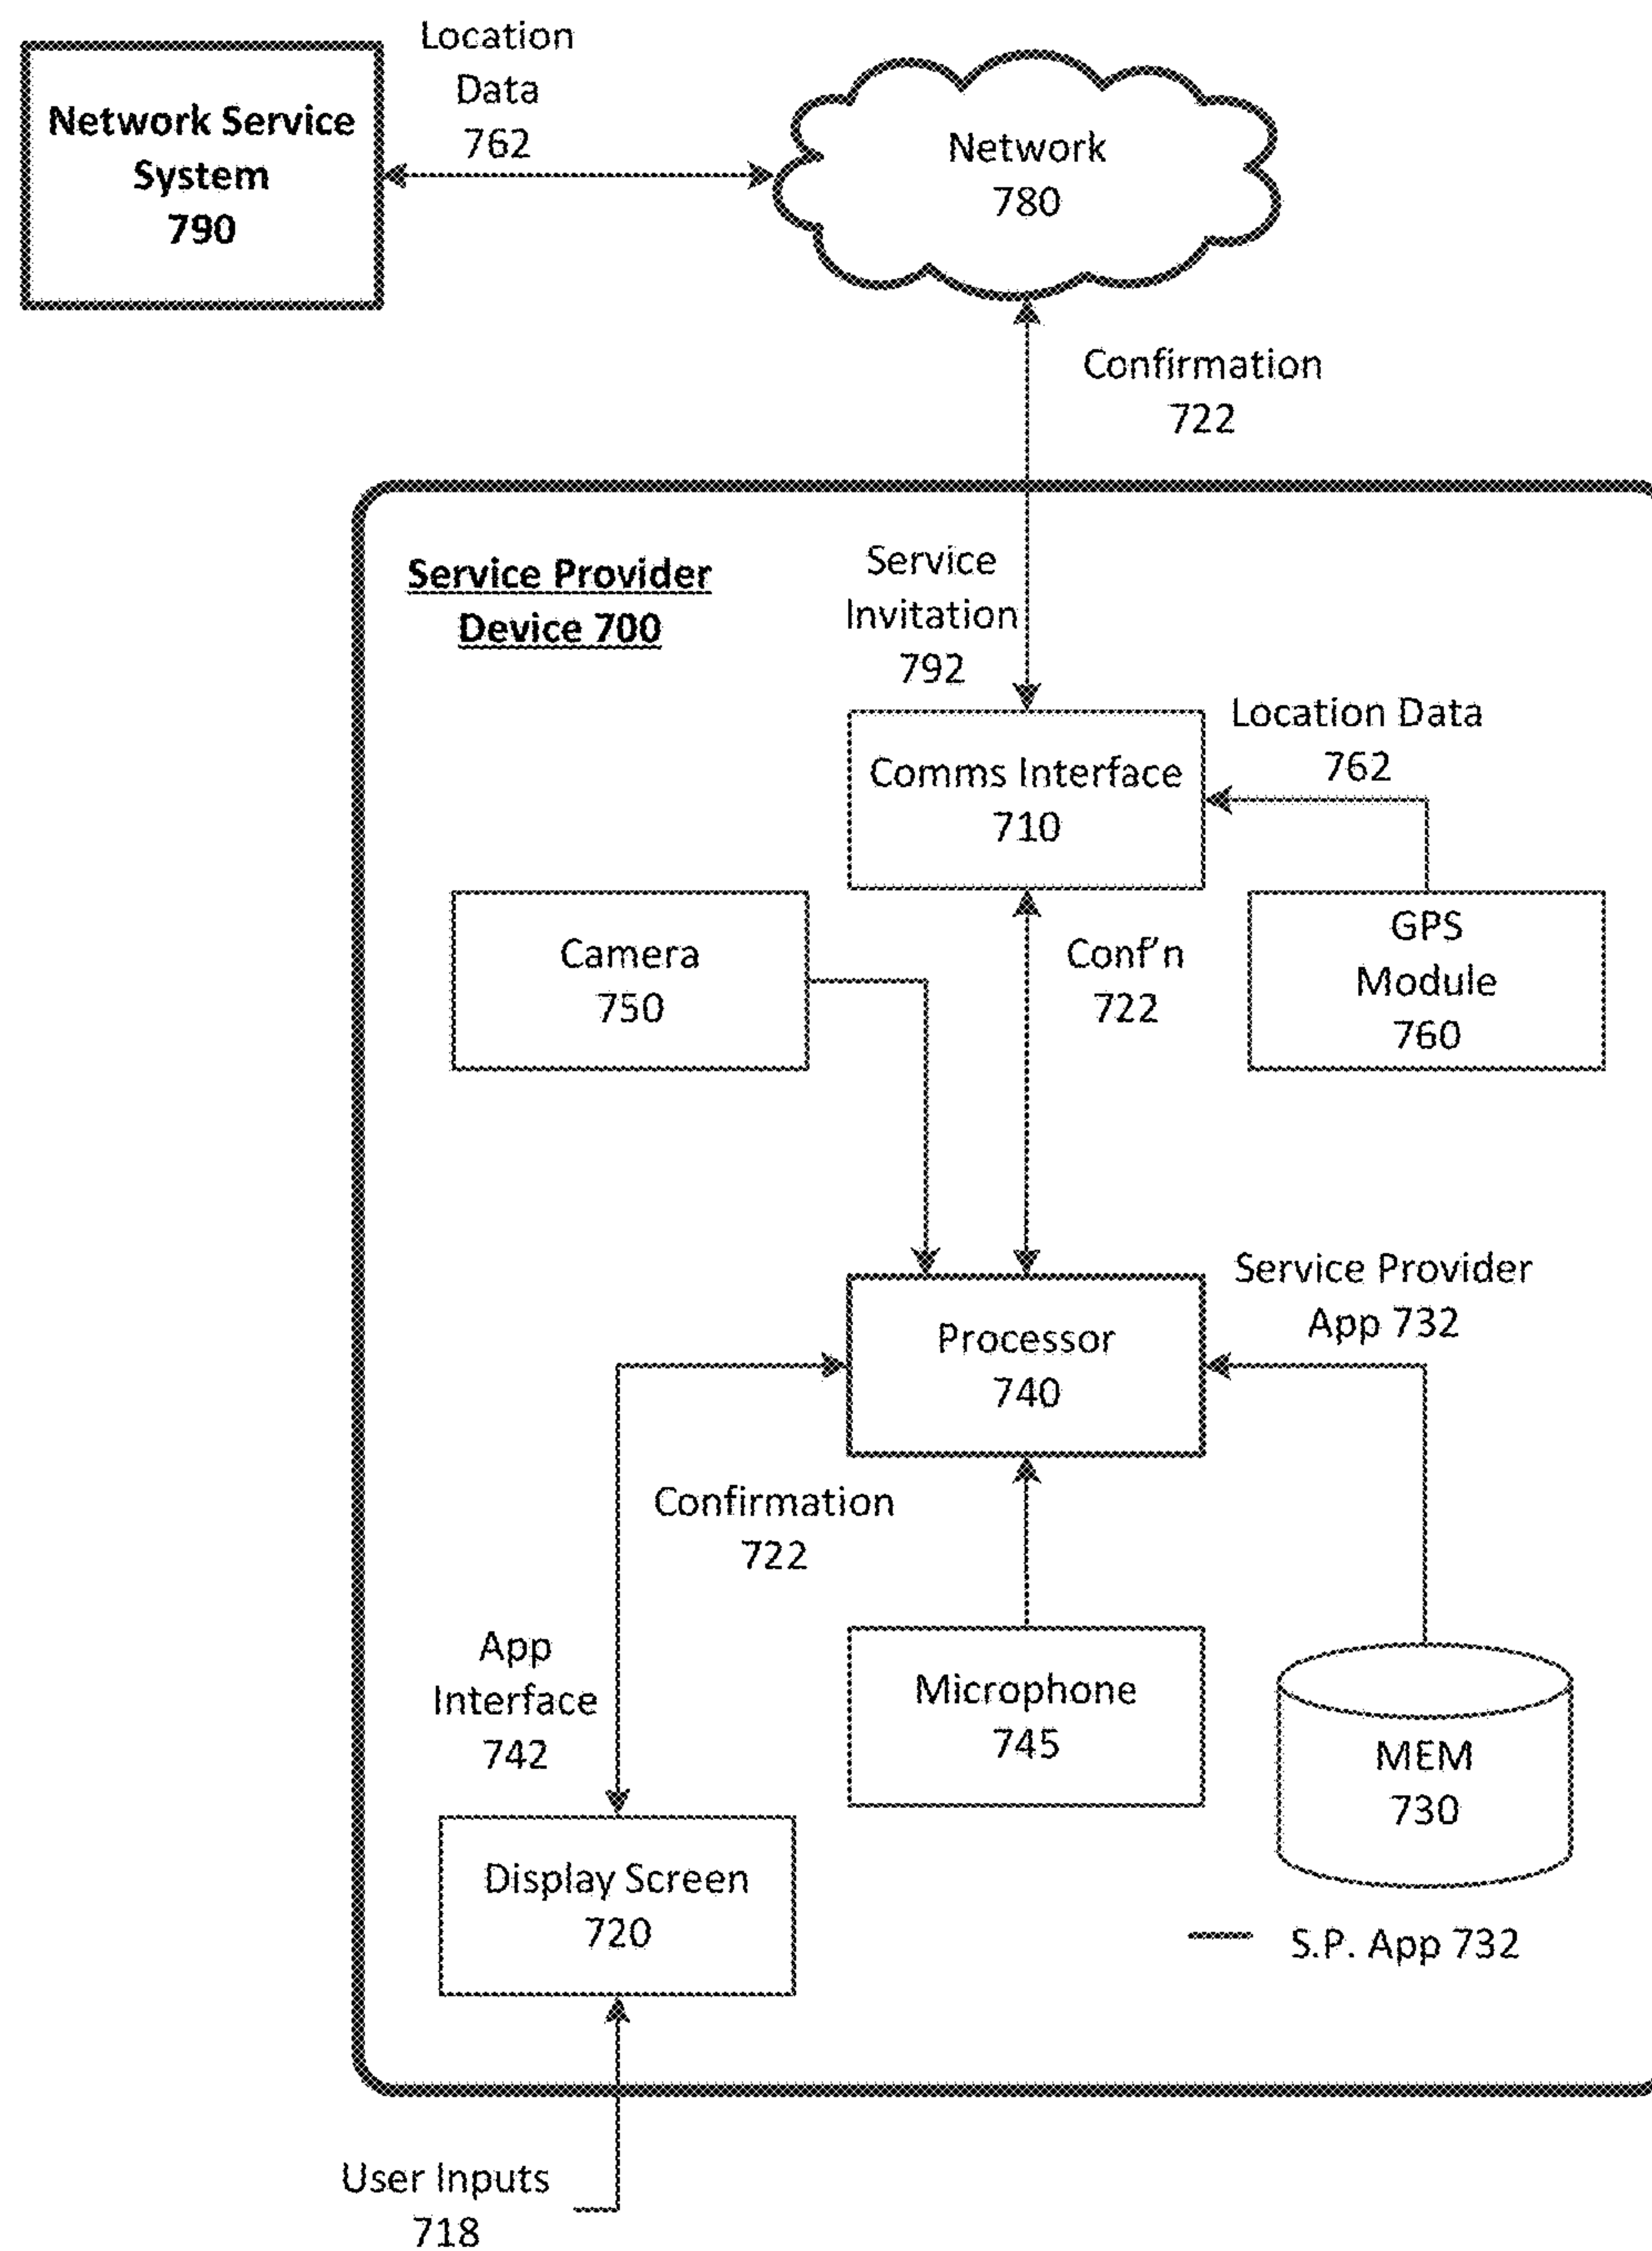 Location
Data
762
Network Service
System
790
Network
780
Confirmation
722
Service Provider
Device 700
Service
Invitation
792
Location Data
762
Comms Interface
710
Camera
750
Conf'n
722
GPS
Module
760
Service Provider
App 732
Processor
740
Confirmation
722
App
Interface
742
Microphone
745
MEM
730
Display Screen
720
S.P. App 732
User Inputs
718